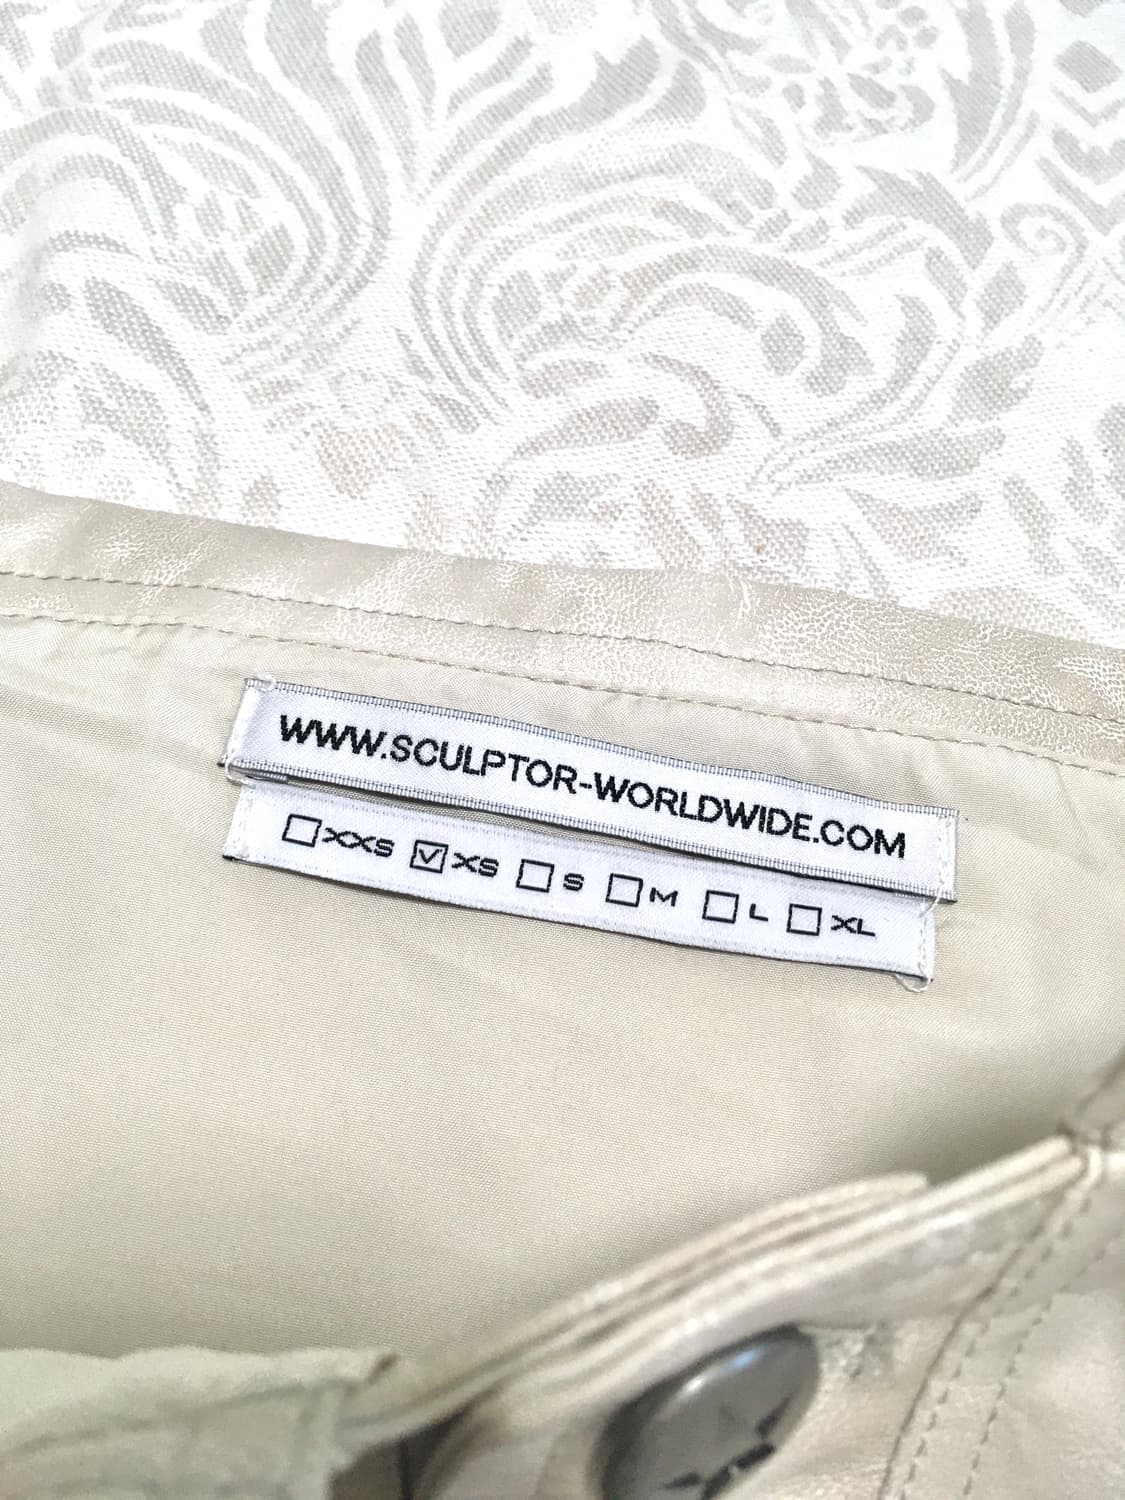 WWW.SCULPTOR-WORLDWIDE.COM
☐XXS ☑XS ☐S ☐M ☐L ☐XL